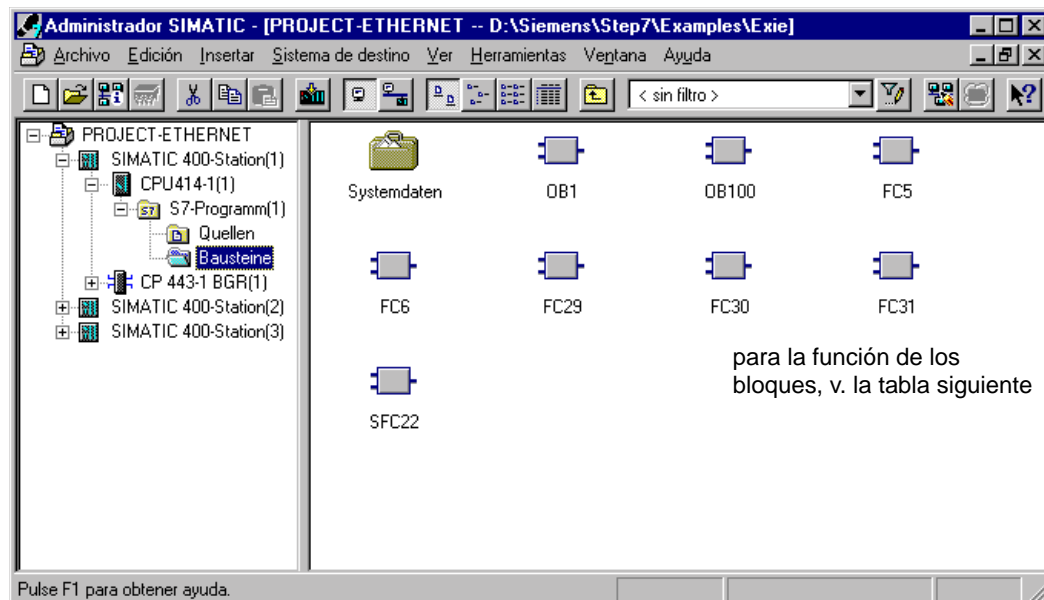 Administrador SIMATIC - [PROJECT-ETHERNET -- D:\Siemens\Step7\Examples\Exie]
Archivo Edición Insertar Sistema de destino Ver Herramientas Ventana Ayuda
< sin filtro >
PROJECT-ETHERNET
SIMATIC 400-Station(1)
CPU414-1(1)
S7-Programm(1)
Quellen
Bausteine
CP 443-1 BGR(1)
SIMATIC 400-Station(2)
SIMATIC 400-Station(3)
Systemdaten OB1 OB100 FC5
FC6 FC29 FC30 FC31
para la función de los
bloques, v. la tabla siguiente
SFC22
Pulse F1 para obtener ayuda.